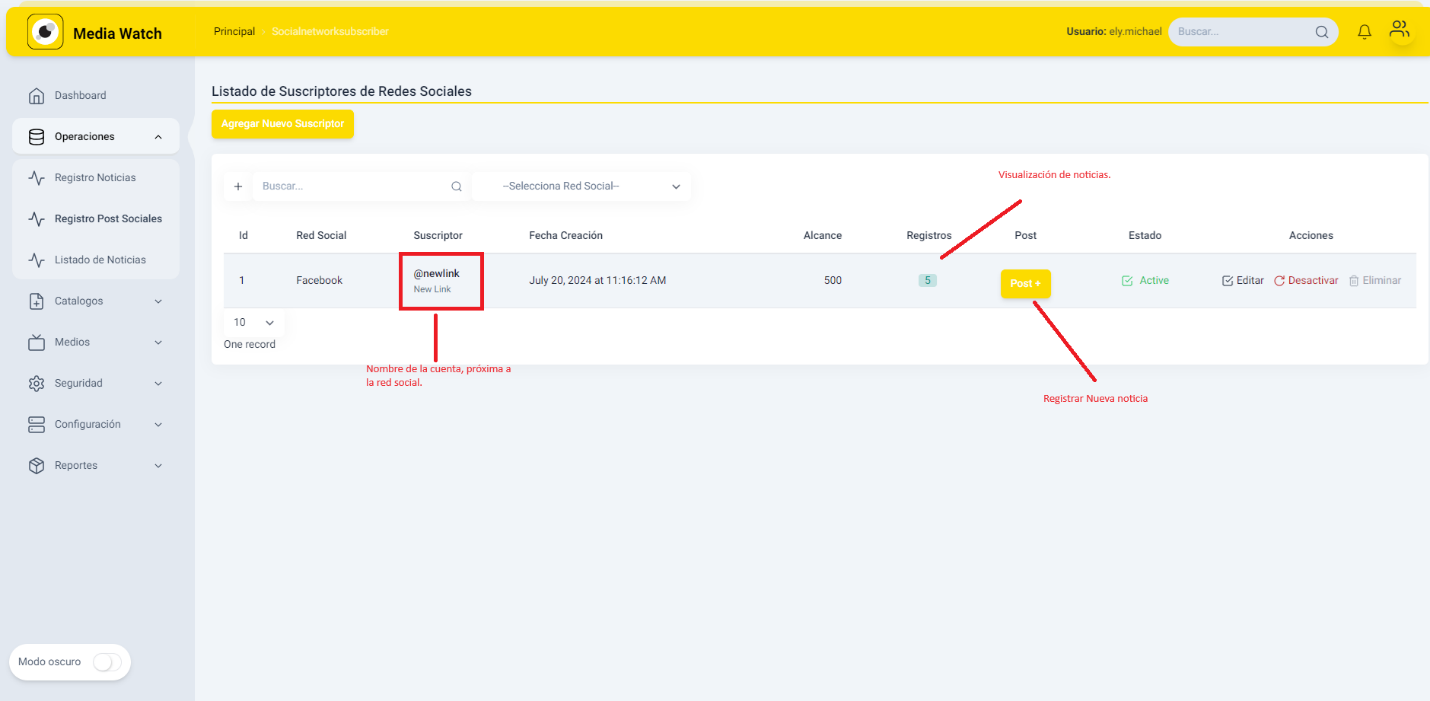 Media Watch
Principal Socialnetworksubscriber
Usuario: ely.michael
Buscar...
Dashboard
Operaciones
Registro Noticias
Registro Post Sociales
Listado de Noticias
Catalogos
Medios
Seguridad
Configuración
Reportes
Modo oscuro
Listado de Suscriptores de Redes Sociales
Agregar Nuevo Suscriptor
+ Buscar... --Selecciona Red Social--
Visualización de noticias.
Id Red Social Suscriptor Fecha Creación Alcance Registros Post Estado Acciones
1 Facebook @newlink July 20, 2024 at 11:16:12 AM 500 5 Post + Active Editar Desactivar Eliminar
New Link
10
One record
Nombre de la cuenta, próxima a
la red social.
Registrar Nueva noticia